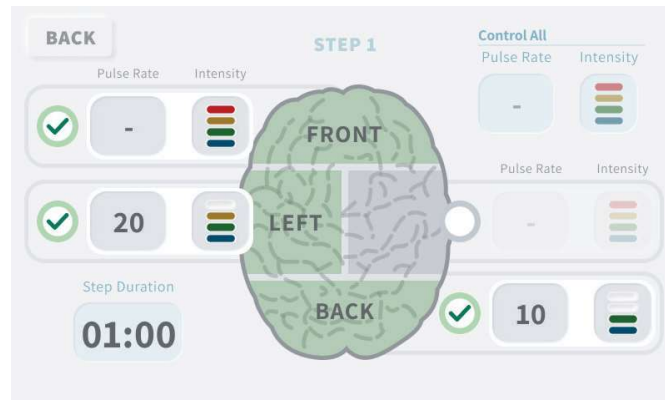 BACK
STEP 1
Control All
Pulse Rate Intensity
-
Pulse Rate Intensity
-
FRONT
Pulse Rate Intensity
-
20
LEFT
Step Duration
01:00
BACK
10